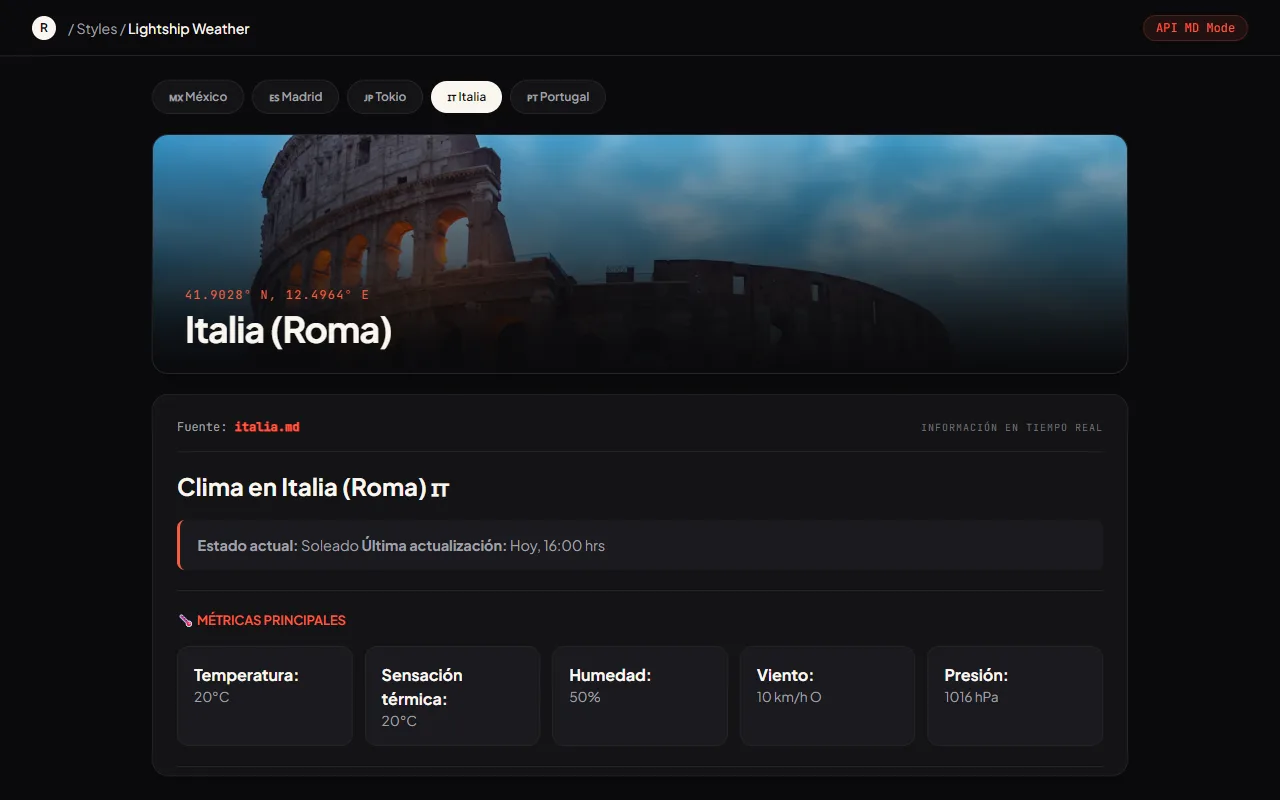 R / Styles / Lightship Weather
API MD Mode
MX México
ES Madrid
JP Tokio
IT Italia
PT Portugal
41.9028° N, 12.4964° E
Italia (Roma)
Fuente: italia.md
INFORMACIÓN EN TIEMPO REAL
Clima en Italia (Roma) IT
Estado actual: Soleado Última actualización: Hoy, 16:00 hrs
MÉTRICAS PRINCIPALES
Temperatura:
20°C
Sensación
térmica:
20°C
Humedad:
50%
Viento:
10 km/h O
Presión:
1016 hPa